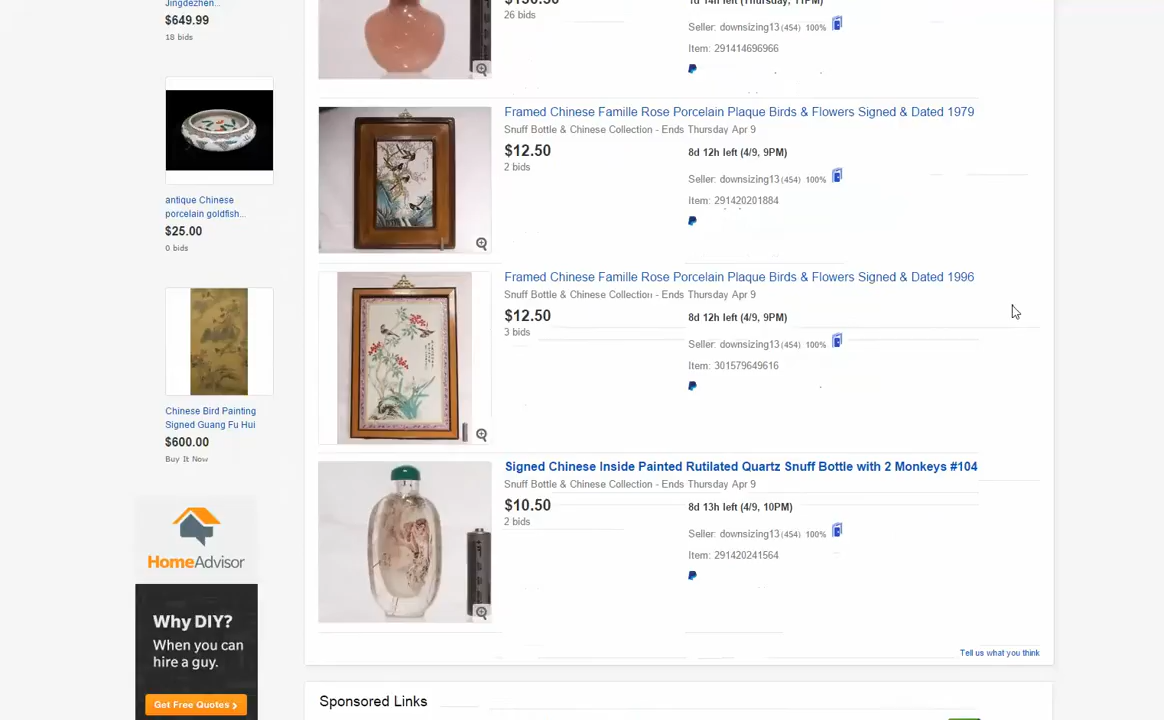 Jingdezhen..
$649.99
18 bids
antique Chinese
porcelain goldfish...
$25.00
0 bids
Chinese Bird Painting
Signed Guang Fu Hui
$600.00
Buy It Now
HomeAdvisor
Why DIY?
When you can
hire a guy.
Get Free Quotes >
26 bids
1d 14h left (Thursday, 11PM)
Seller: downsizing13 (454) 100%
Item: 291414696966
Framed Chinese Famille Rose Porcelain Plaque Birds & Flowers Signed & Dated 1979
Snuff Bottle & Chinese Collection - Ends Thursday Apr 9
$12.50
2 bids
8d 12h left (4/9, 9PM)
Seller: downsizing13 (454) 100%
Item: 291420201884
Framed Chinese Famille Rose Porcelain Plaque Birds & Flowers Signed & Dated 1996
Snuff Bottle & Chinese Collection - Ends Thursday Apr 9
$12.50
3 bids
8d 12h left (4/9, 9PM)
Seller: downsizing13 (454) 100%
Item: 301579649616
Signed Chinese Inside Painted Rutilated Quartz Snuff Bottle with 2 Monkeys #104
Snuff Bottle & Chinese Collection - Ends Thursday Apr 9
$10.50
2 bids
8d 13h left (4/9, 10PM)
Seller: downsizing13 (454) 100%
Item: 291420241564
Tell us what you think
Sponsored Links